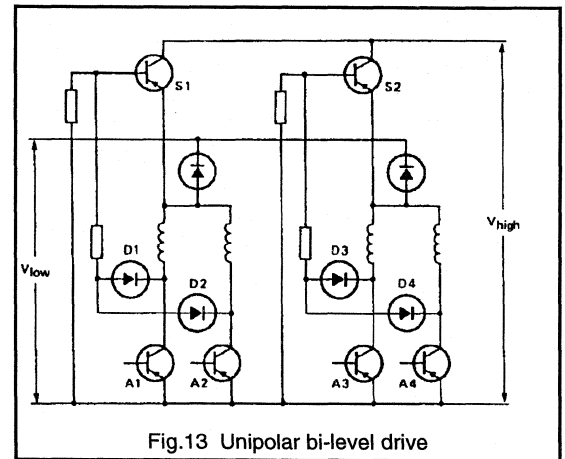 S1
S2
Vlow
Vhigh
D1
D2
D3
D4
A1
A2
A3
A4
Fig.13 Unipolar bi-level drive